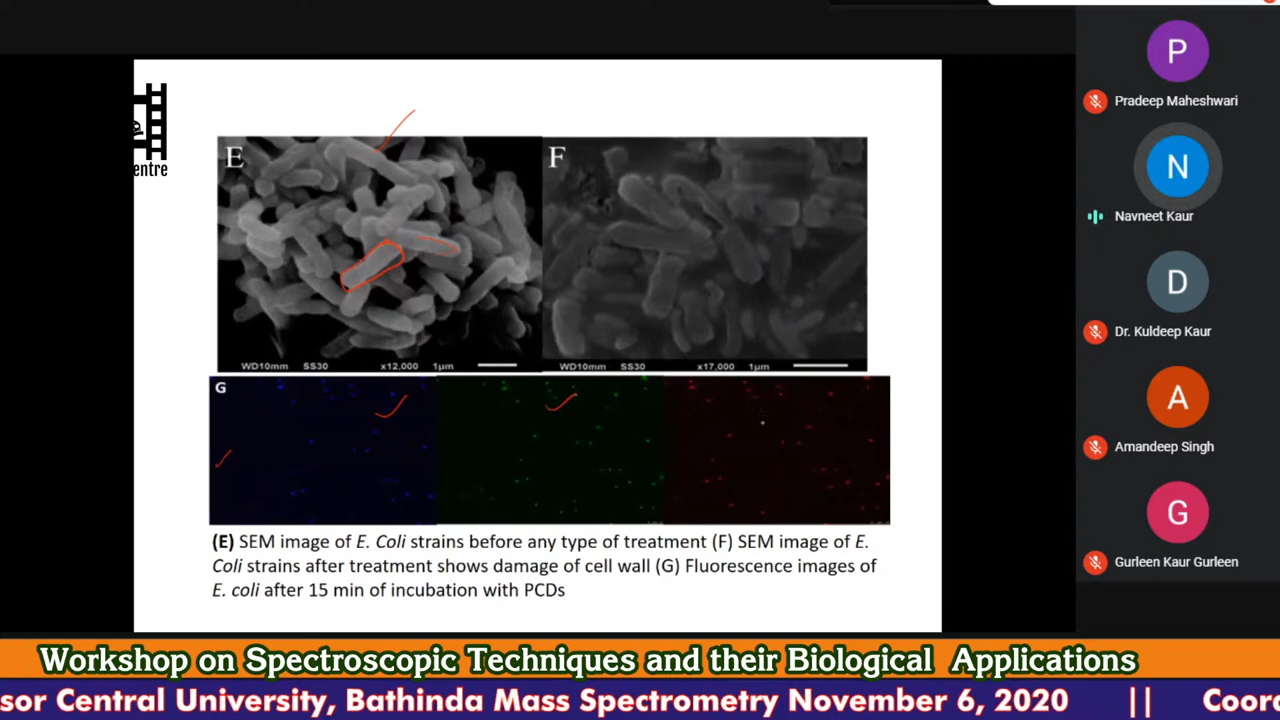 entre
E
F
WD10mm SS30 x12,000 1μm
WD10mm SS30 x17,000 1μm
G
(E) SEM image of E. Coli strains before any type of treatment (F) SEM image of E.
Coli strains after treatment shows damage of cell wall (G) Fluorescence images of
E. coli after 15 min of incubation with PCDs
P
Pradeep Maheshwari
N
Navneet Kaur
D
Dr. Kuldeep Kaur
A
Amandeep Singh
G
Gurleen Kaur Gurleen
Workshop on Spectroscopic Techniques and their Biological Applications
sor Central University, Bathinda Mass Spectrometry November 6, 2020 || Coor